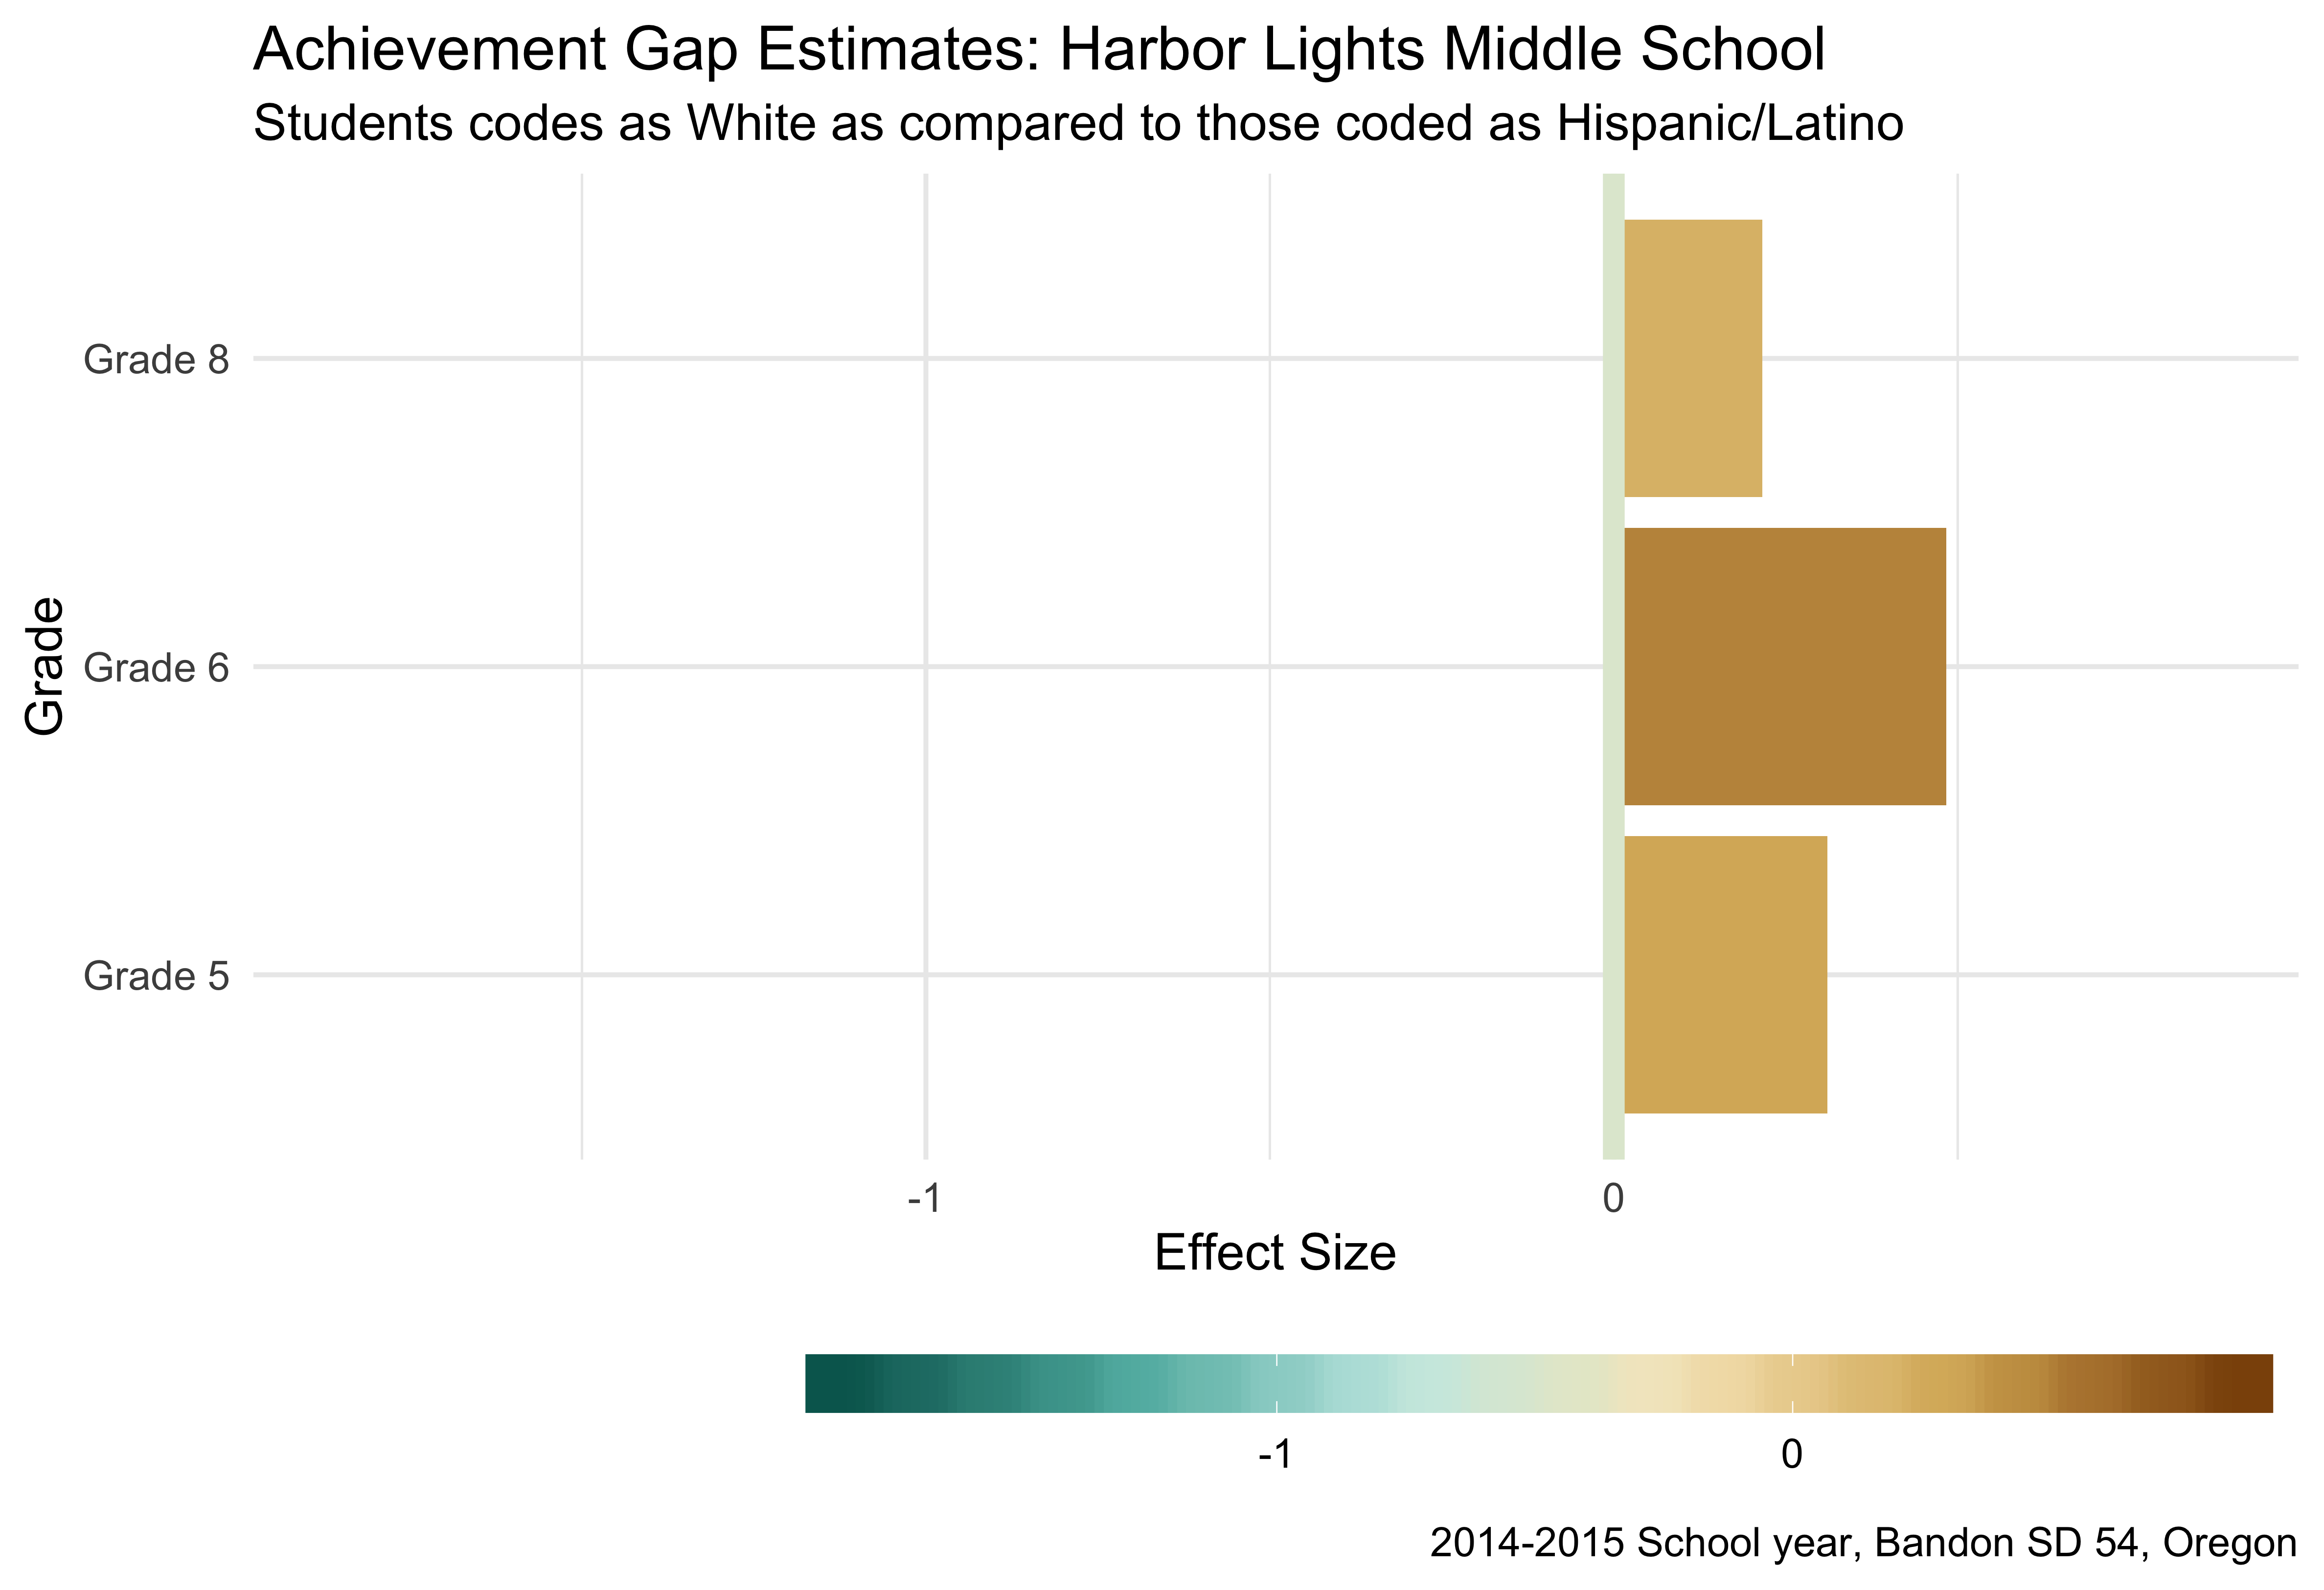 Achievement Gap Estimates: Harbor Lights Middle School
Students codes as White as compared to those coded as Hispanic/Latino
Grade
Grade 8
Grade 6
Grade 5
-1
0
Effect Size
-1
0
2014-2015 School year, Bandon SD 54, Oregon